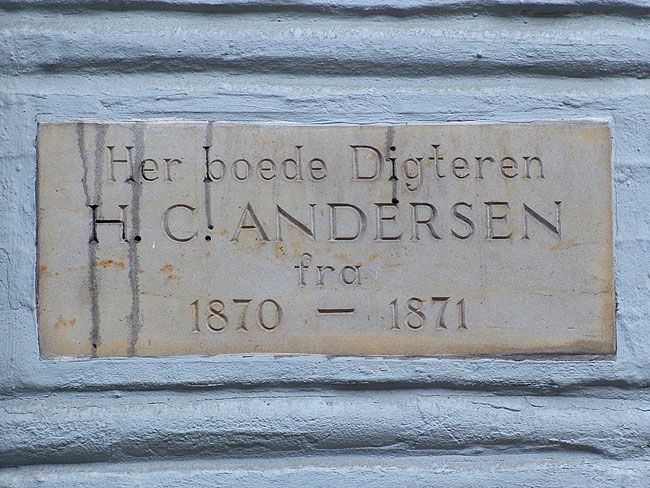 Her boede Digteren
H. C. ANDERSEN
fra
1870 — 1871